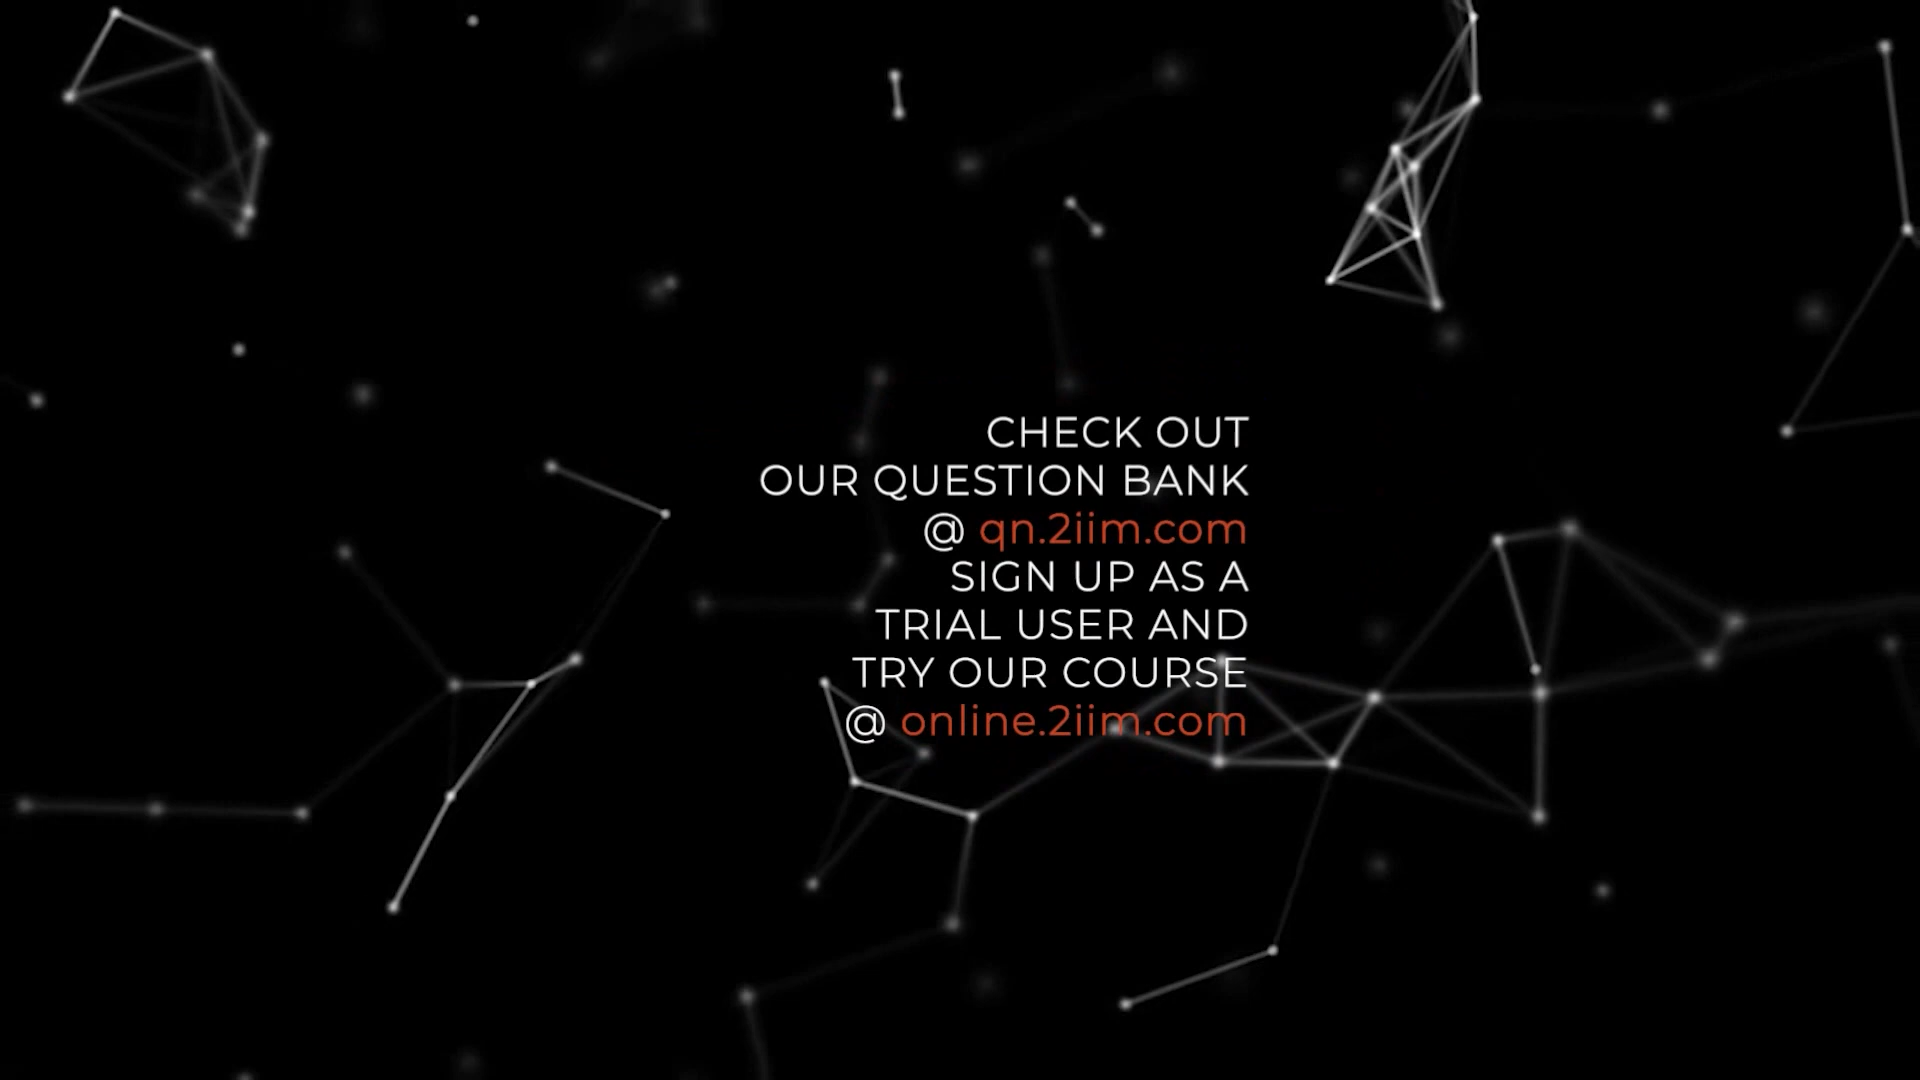 CHECK OUT
OUR QUESTION BANK
@ qn.2iim.com
SIGN UP AS A
TRIAL USER AND
TRY OUR COURSE
@ online.2iim.com